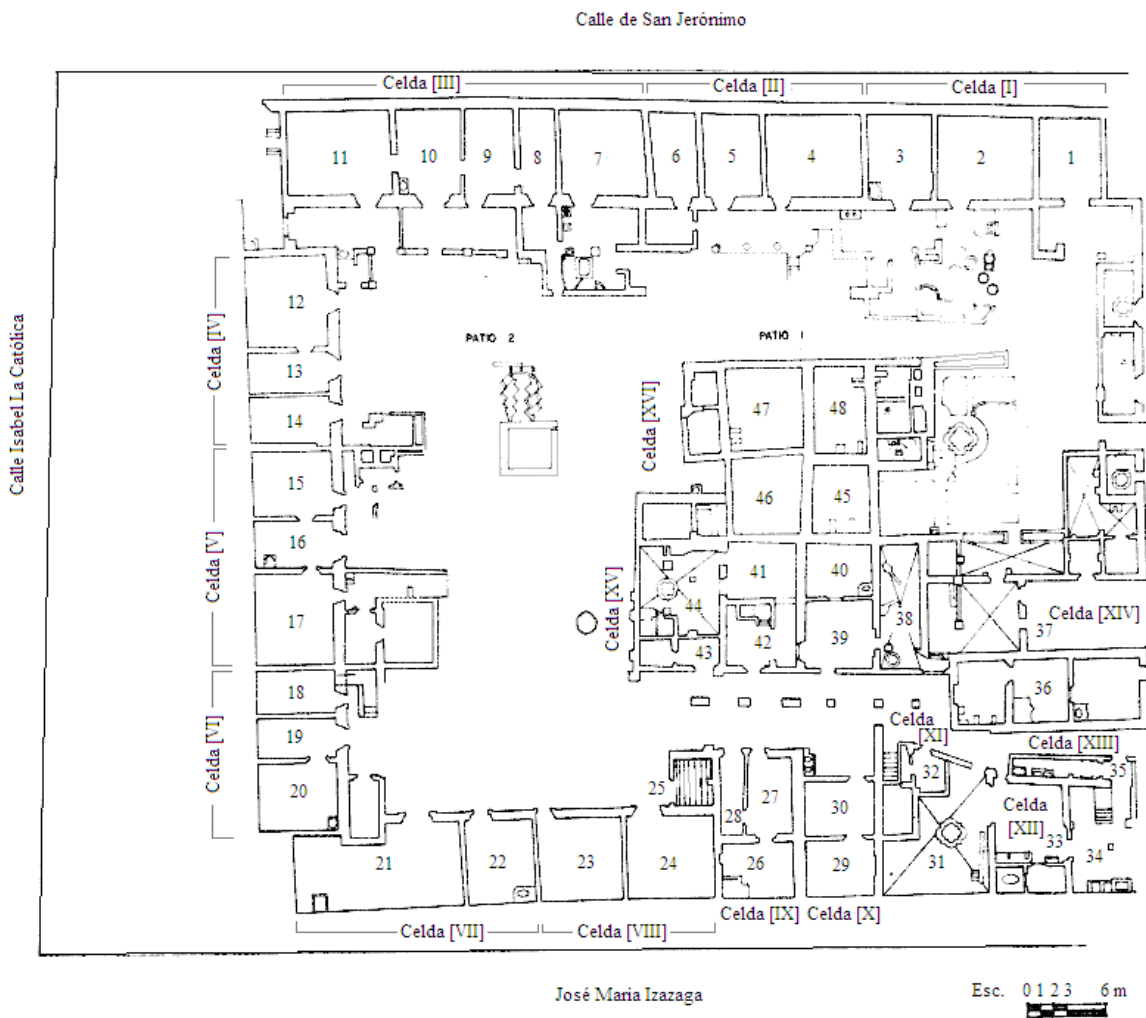 Calle de San Jerónimo
Celda [III]
Celda [II]
Celda [I]
11
10
9
8
7
6
5
4
3
2
1
12
13
14
Celda [IV]
Calle Isabel La Católica
PATIO 2
PATIO 1
Celda [XVI]
47
48
46
45
15
16
17
Celda [V]
41
40
44
42
39
38
43
Celda [XV]
Celda [XIV]
37
36
18
19
20
Celda [VI]
Celda
[XI]
Celda [XIII]
32
35
25
28
27
30
Celda
[XII]
33
34
31
21
22
23
24
26
29
Celda [IX]
Celda [X]
Celda [VII]
Celda [VIII]
José María Izazaga
Esc. 0 1 2 3 6 m